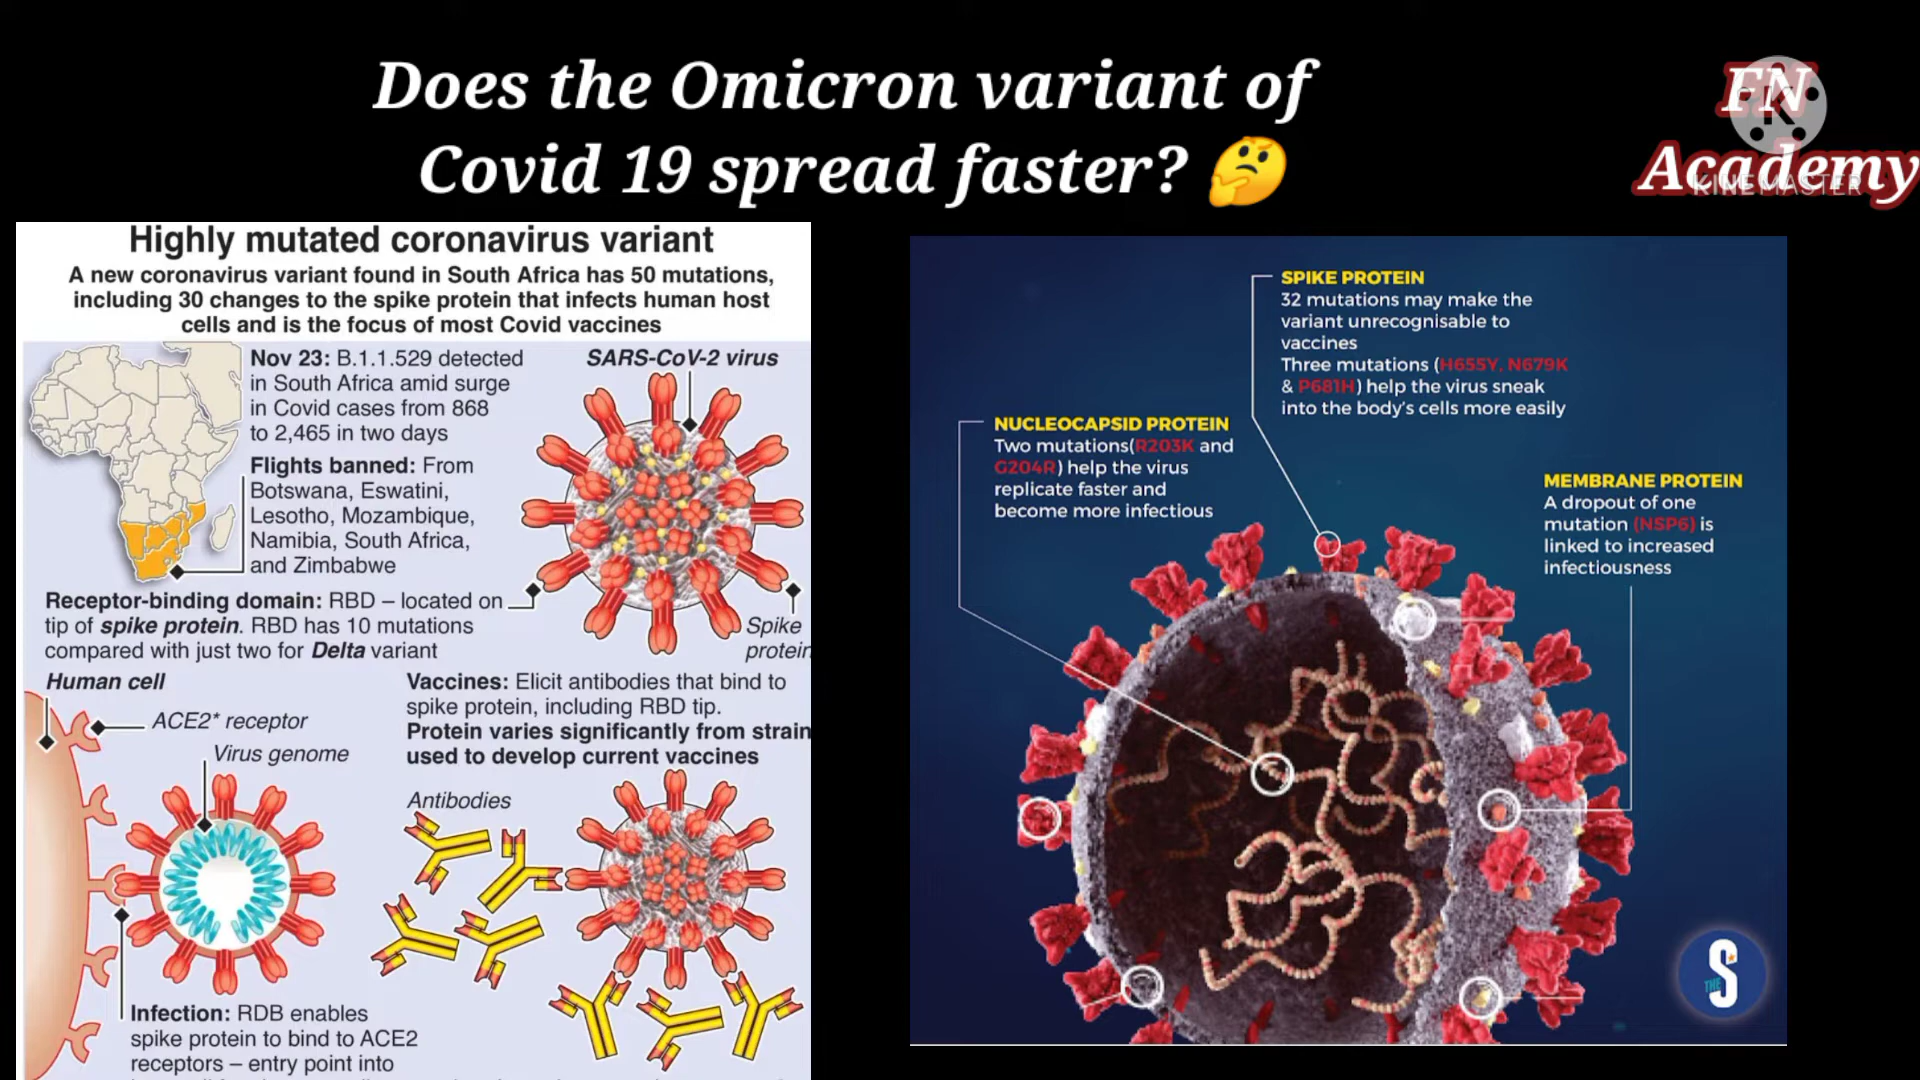 Does the Omicron variant of
Covid 19 spread faster? 🤔
FN
Academy
KINEMASTER
Highly mutated coronavirus variant
A new coronavirus variant found in South Africa has 50 mutations,
including 30 changes to the spike protein that infects human host
cells and is the focus of most Covid vaccines
Nov 23: B.1.1.529 detected
in South Africa amid surge
in Covid cases from 868
to 2,465 in two days
Flights banned: From
Botswana, Eswatini,
Lesotho, Mozambique,
Namibia, South Africa,
and Zimbabwe
SARS-CoV-2 virus
Receptor-binding domain: RBD – located on
tip of spike protein. RBD has 10 mutations
compared with just two for Delta variant
Spike
protein
Human cell
ACE2* receptor
Virus genome
Vaccines: Elicit antibodies that bind to
spike protein, including RBD tip.
Protein varies significantly from strain
used to develop current vaccines
Antibodies
Infection: RDB enables
spike protein to bind to ACE2
receptors – entry point into
SPIKE PROTEIN
32 mutations may make the
variant unrecognisable to
vaccines
Three mutations (H655Y, N679K
& P681H) help the virus sneak
into the body's cells more easily
NUCLEOCAPSID PROTEIN
Two mutations(R203K and
G204R) help the virus
replicate faster and
become more infectious
MEMBRANE PROTEIN
A dropout of one
mutation (NSP6) is
linked to increased
infectiousness
THE S